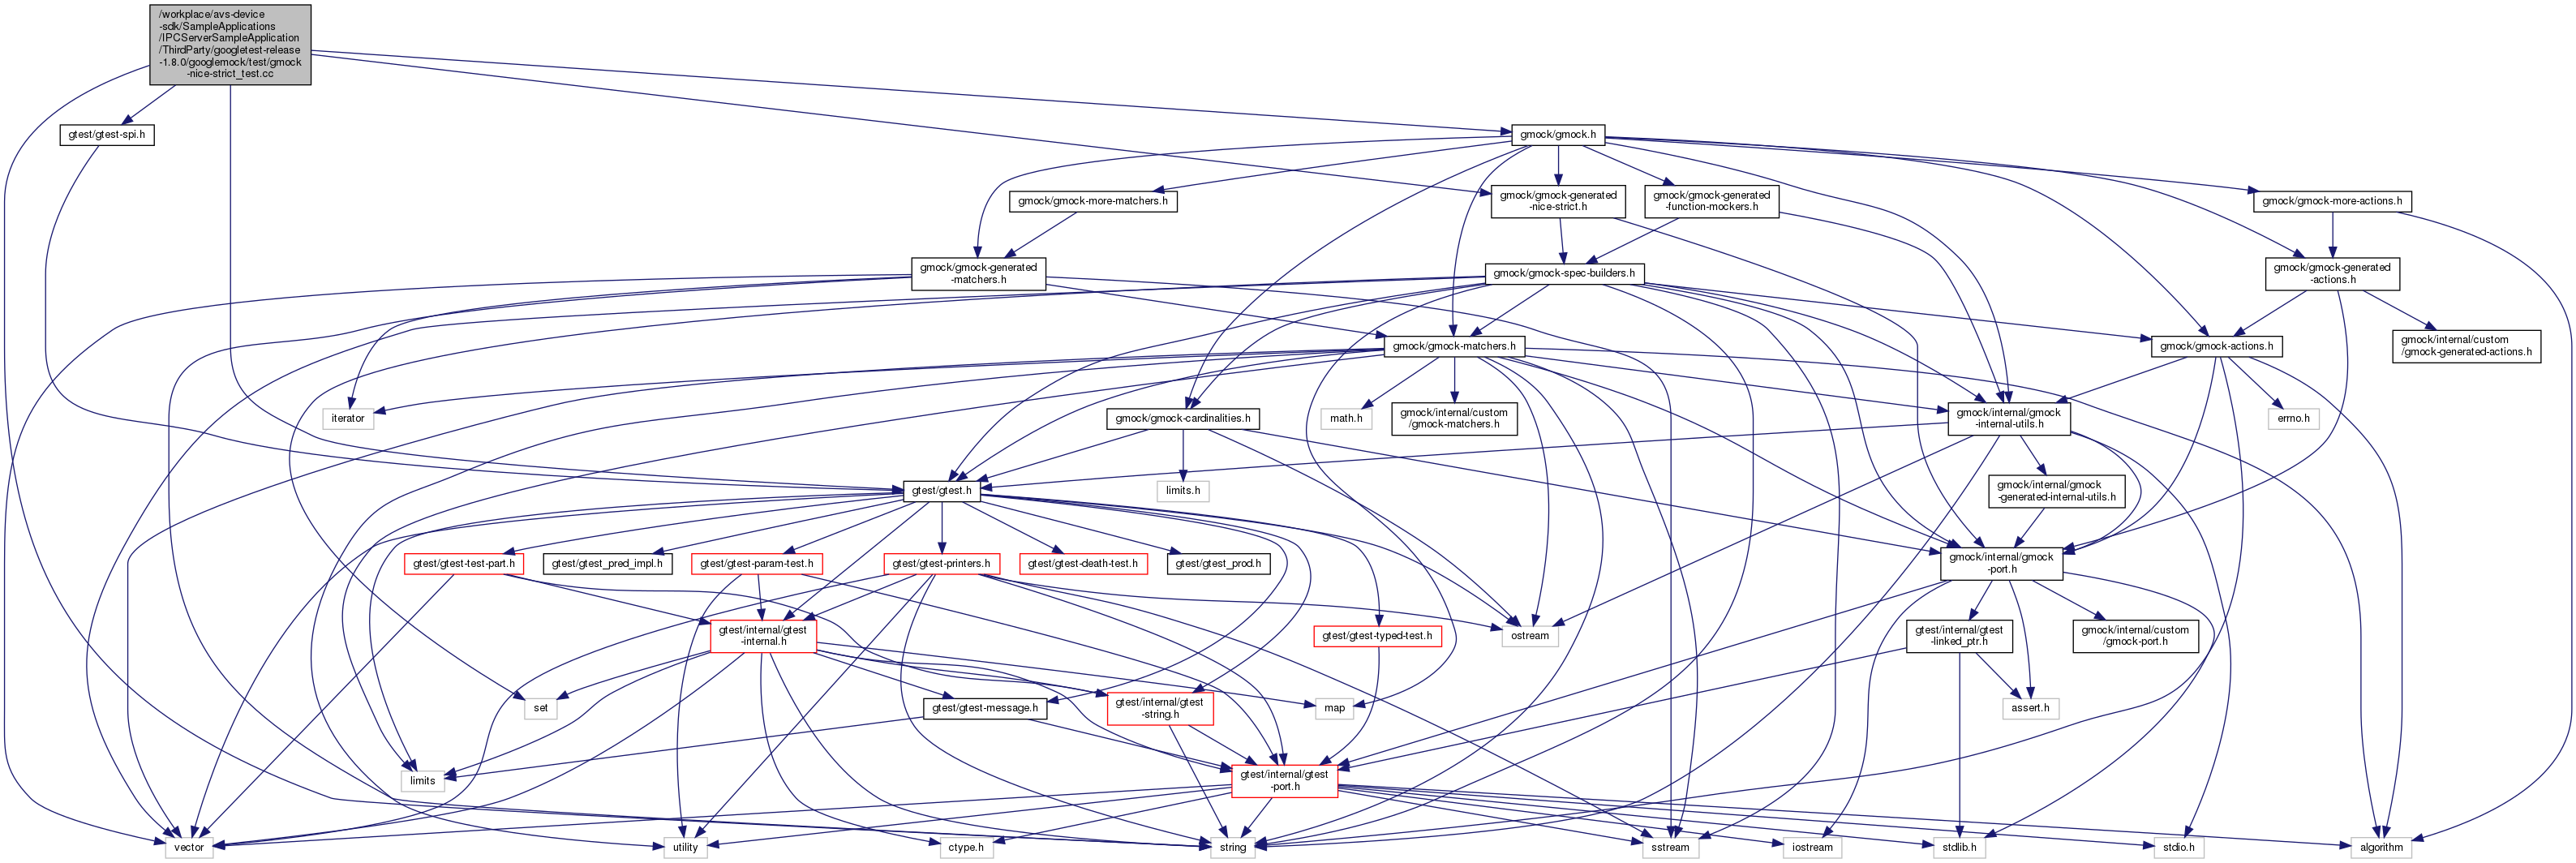 /workplace/avs-device
-sdk/SampleApplications
/IPCServerSampleApplication
/ThirdParty/googletest-release
-1.8.0/googlemock/test/gmock
-nice-strict_test.cc
gtest/gtest-spi.h
gmock/gmock.h
gmock/gmock-more-matchers.h
gmock/gmock-generated
-nice-strict.h
gmock/gmock-generated
-function-mockers.h
gmock/gmock-more-actions.h
gmock/gmock-generated
-matchers.h
gmock/gmock-spec-builders.h
gmock/gmock-generated
-actions.h
gmock/gmock-matchers.h
gmock/gmock-actions.h
gmock/internal/custom
/gmock-generated-actions.h
iterator
gmock/gmock-cardinalities.h
math.h
gmock/internal/custom
/gmock-matchers.h
gmock/internal/gmock
-internal-utils.h
errno.h
gtest/gtest.h
limits.h
gmock/internal/gmock
-generated-internal-utils.h
gtest/gtest-test-part.h
gtest/gtest_pred_impl.h
gtest/gtest-param-test.h
gtest/gtest-printers.h
gtest/gtest-death-test.h
gtest/gtest_prod.h
gmock/internal/gmock
-port.h
gtest/internal/gtest
-internal.h
gtest/gtest-typed-test.h
ostream
gtest/internal/gtest
-linked_ptr.h
gmock/internal/custom
/gmock-port.h
set
gtest/gtest-message.h
gtest/internal/gtest
-string.h
map
assert.h
limits
gtest/internal/gtest
-port.h
vector
utility
ctype.h
string
sstream
iostream
stdlib.h
stdio.h
algorithm